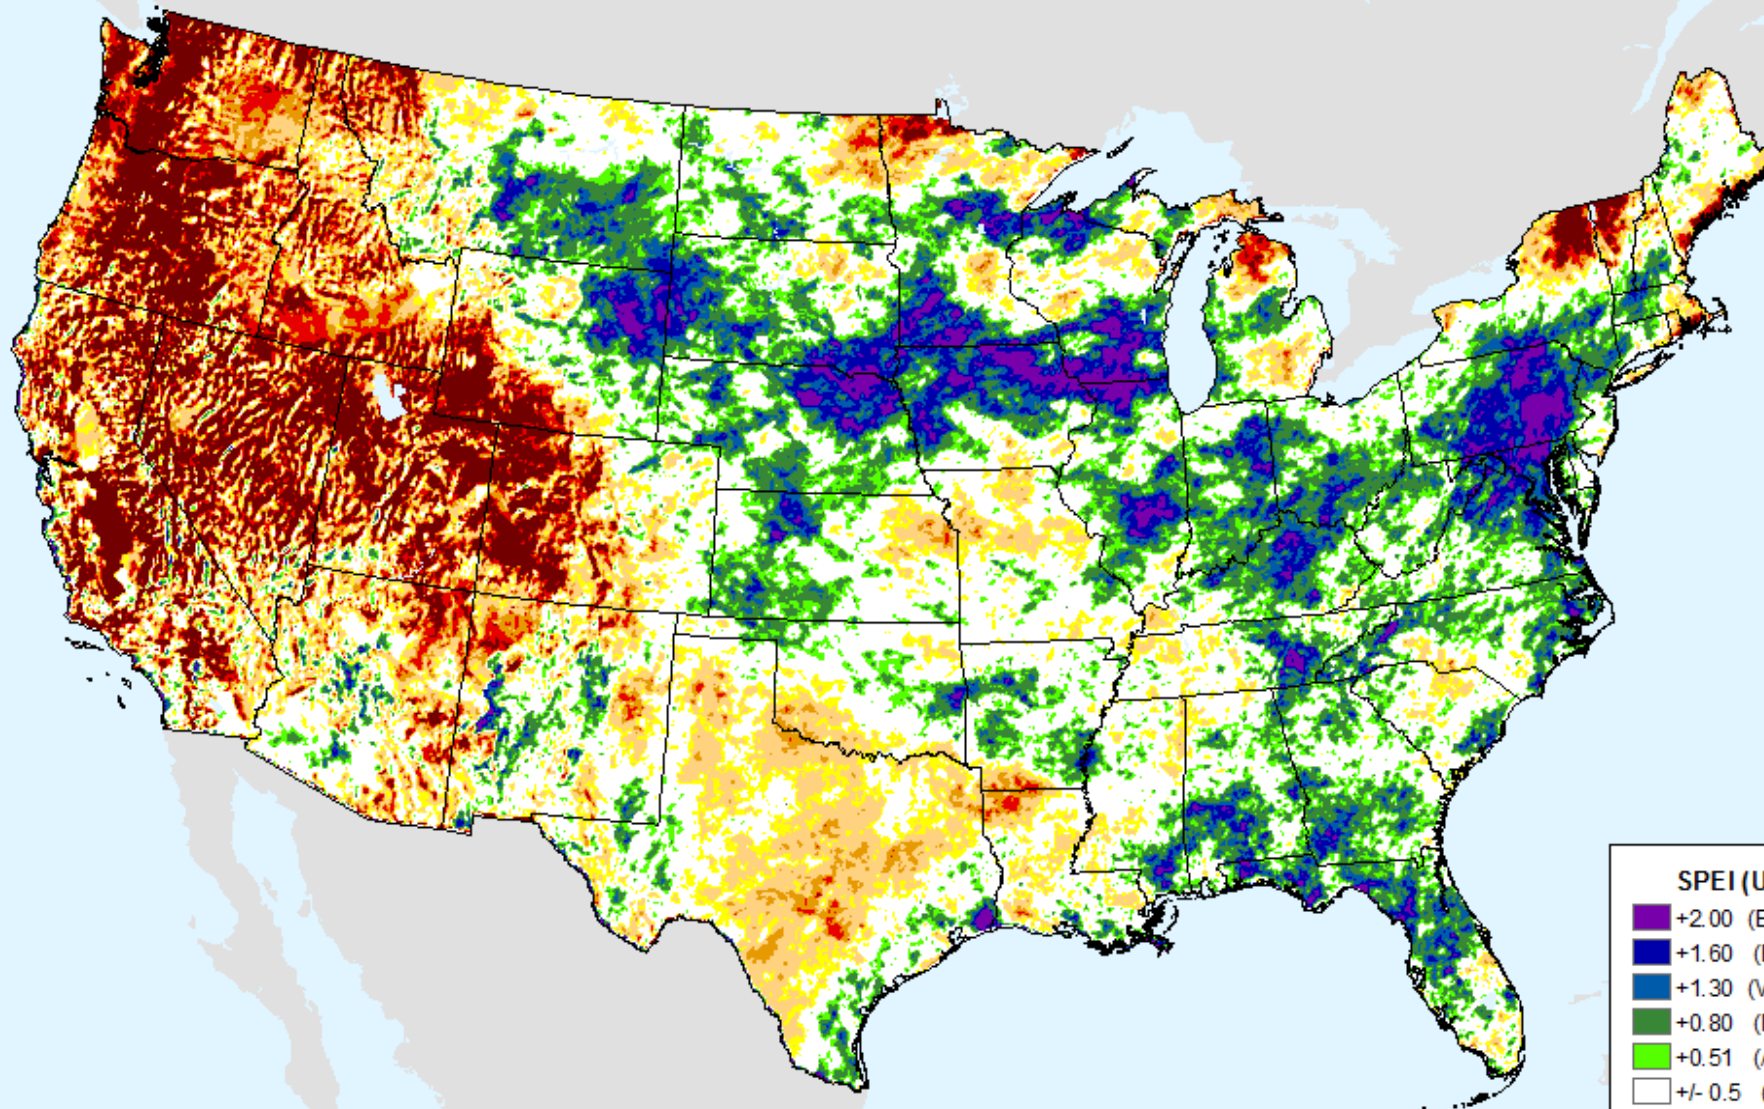 SPEI (U
+2.00 (E
+1.60 (
+1.30 (V
+0.80 (
+0.51 (
+/- 0.5 (